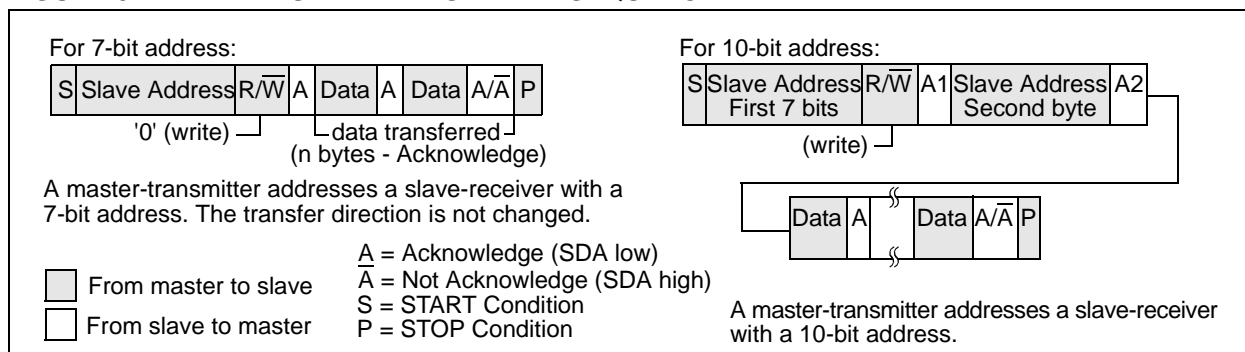 For 7-bit address:
S Slave Address R/W̅ A Data A Data A/A̅ P
'0' (write)
data transferred
(n bytes - Acknowledge)
A master-transmitter addresses a slave-receiver with a
7-bit address. The transfer direction is not changed.
From master to slave
From slave to master
A = Acknowledge (SDA low)
A̅ = Not Acknowledge (SDA high)
S = START Condition
P = STOP Condition
For 10-bit address:
S Slave Address First 7 bits R/W̅ A1 Slave Address Second byte A2
(write)
Data A Data A/A̅ P
A master-transmitter addresses a slave-receiver
with a 10-bit address.